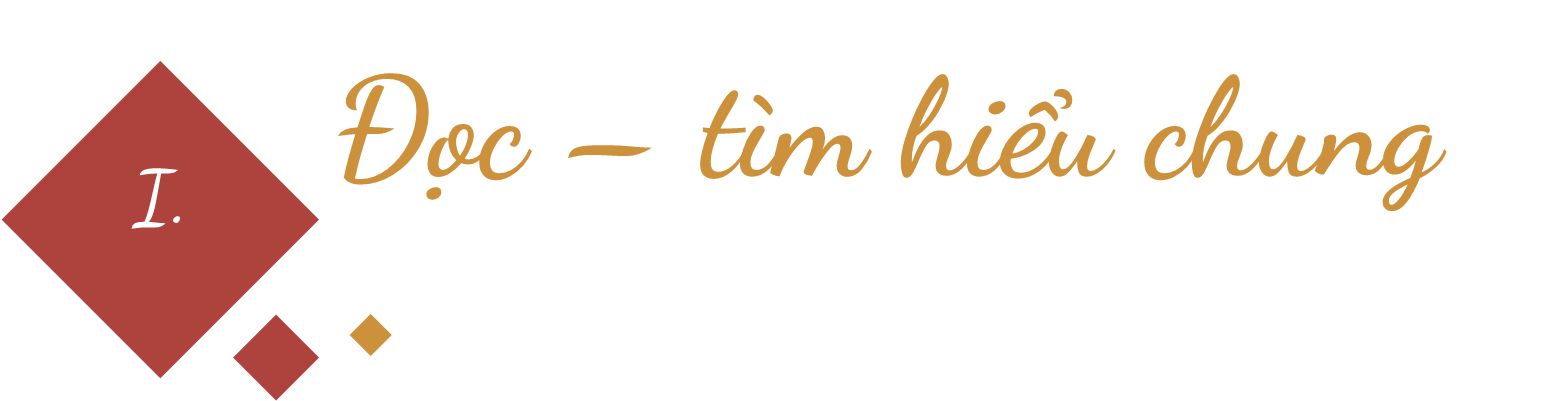 I.
Đọc – tìm hiểu chung